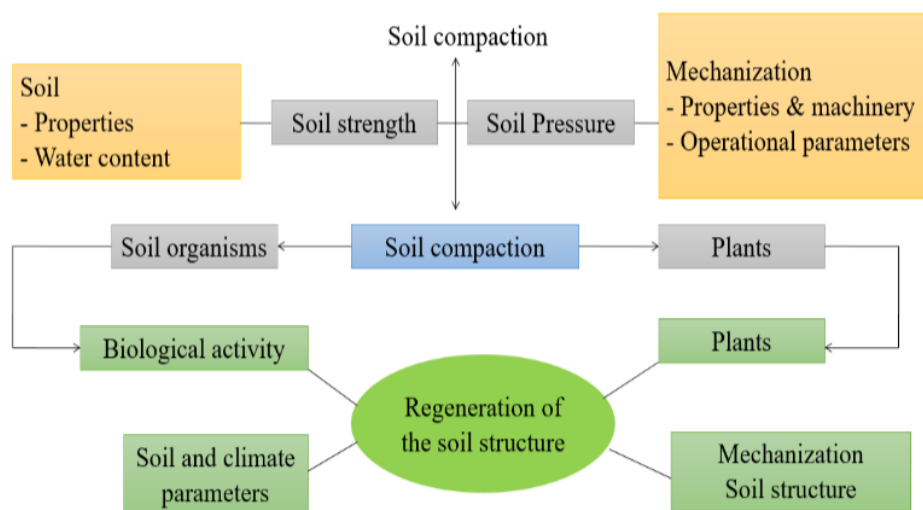 Soil compaction
Soil
- Properties
- Water content
Soil strength
Soil Pressure
Mechanization
- Properties & machinery
- Operational parameters
Soil organisms
Soil compaction
Plants
Biological activity
Plants
Regeneration of
the soil structure
Soil and climate
parameters
Mechanization
Soil structure